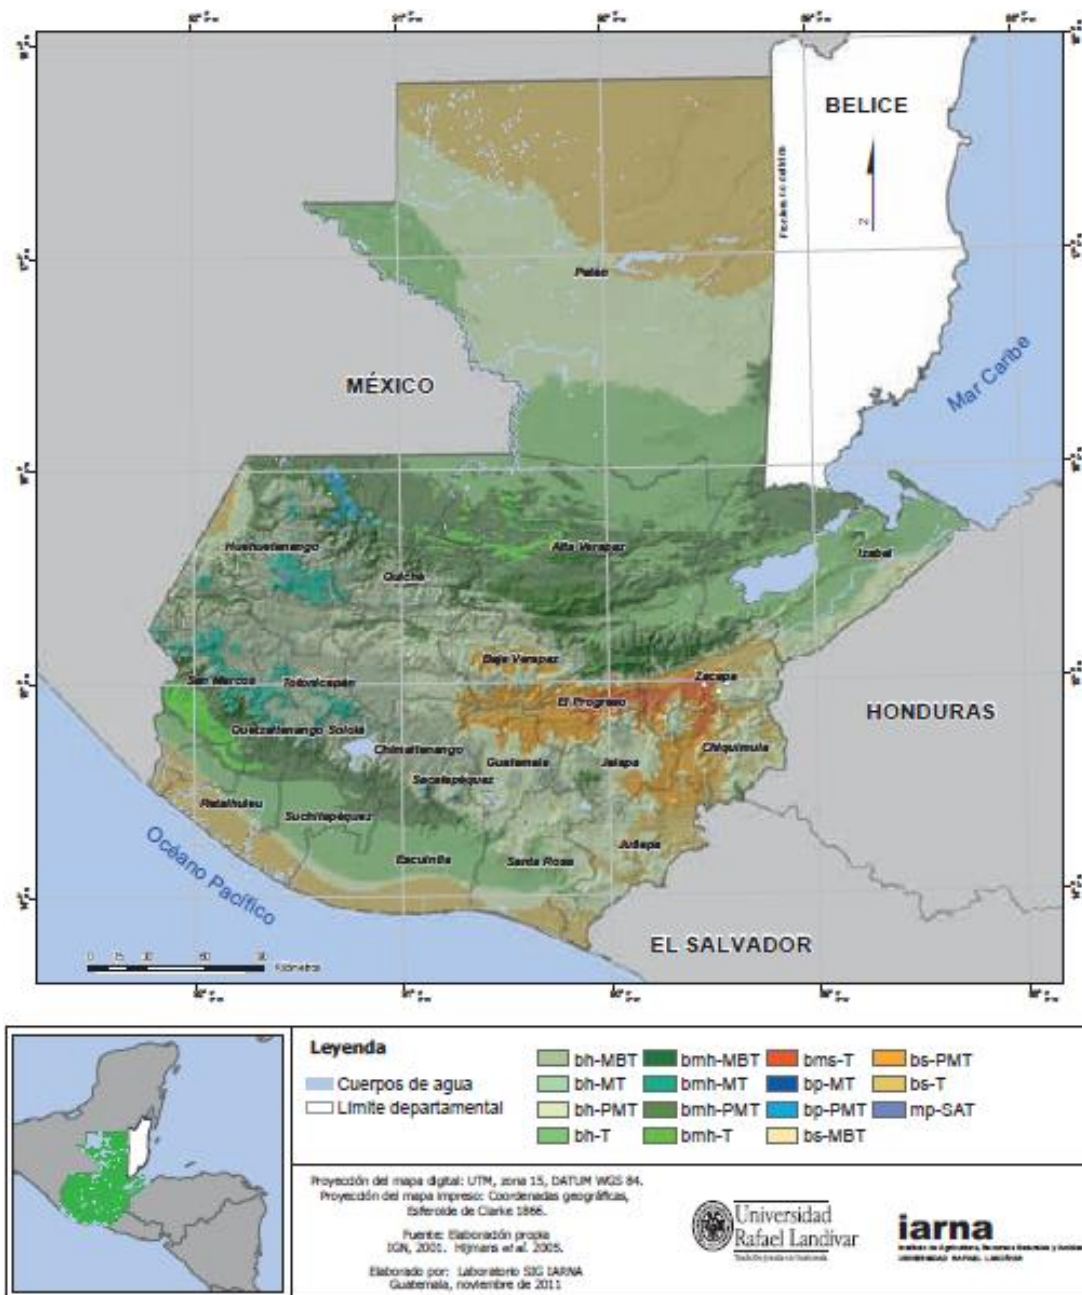 BELICE
N
Petén
MÉXICO
Mar Caribe
Huehuetenango
Alta Verapaz
Izabal
Quiché
Baja Verapaz
Zacapa
San Marcos
Totonicapán
El Progreso
HONDURAS
Quetzaltenango
Sololá
Chimaltenango
Guatemala
Jalapa
Chiquimula
Sacatepéquez
Retalhuleu
Suchitepéquez
Jutiapa
Escuintla
Santa Rosa
Océano Pacífico
EL SALVADOR
Kilómetros
Leyenda
Cuerpos de agua
Límite departamental
bh-MBT
bh-MT
bh-PMT
bh-T
bmh-MBT
bmh-MT
bmh-PMT
bmh-T
bms-T
bp-MT
bp-PMT
bs-MBT
bs-PMT
bs-T
mp-SAT
Proyección del mapa digital: UTM, zona 15, DATUM WGS 84.
Proyección del mapa impreso: Coordenadas geográficas,
Esferoide de Clarke 1866.
Fuente: Elaboración propia
IGN, 2001. Hijmans et al. 2005.
Elaborado por: Laboratorio SIG IARNA
Guatemala, noviembre de 2011
Universidad
Rafael Landívar
iarna
UNIVERSIDAD RAFAEL LANDÍVAR